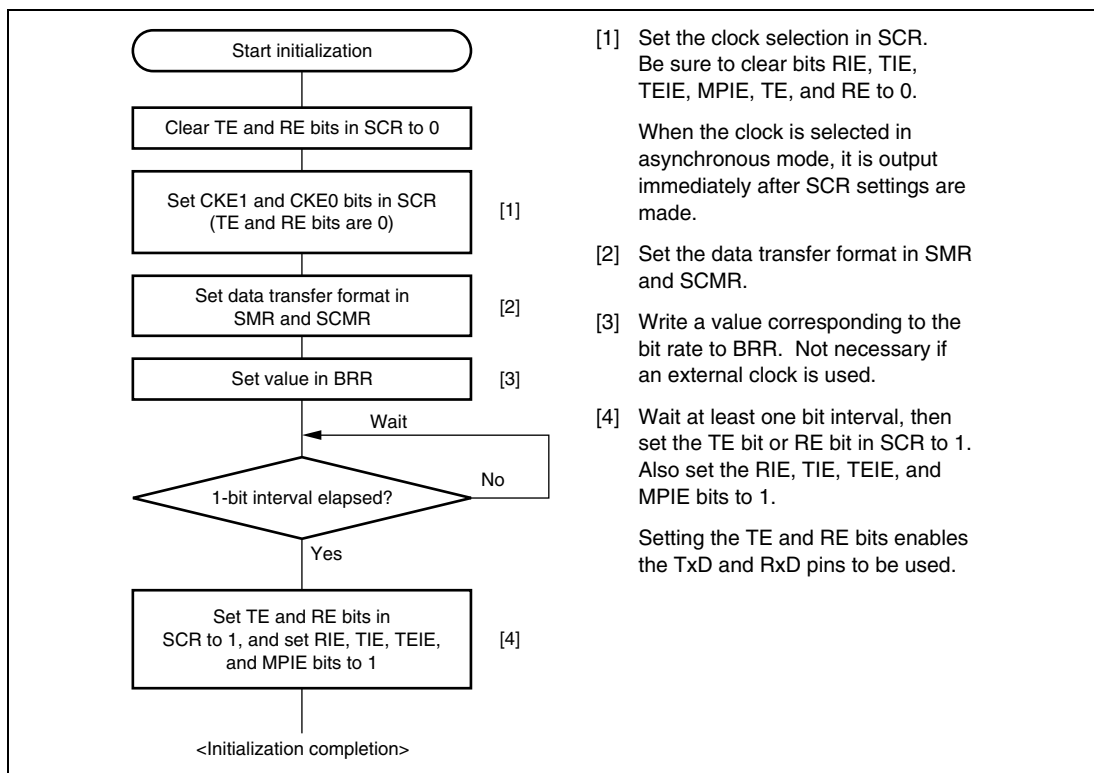 Start initialization
Clear TE and RE bits in SCR to 0
Set CKE1 and CKE0 bits in SCR
(TE and RE bits are 0)
[1]
Set data transfer format in
SMR and SCMR
[2]
Set value in BRR
[3]
Wait
1-bit interval elapsed?
No
Yes
Set TE and RE bits in
SCR to 1, and set RIE, TIE, TEIE,
and MPIE bits to 1
[4]
<Initialization completion>
[1] Set the clock selection in SCR.
Be sure to clear bits RIE, TIE,
TEIE, MPIE, TE, and RE to 0.
When the clock is selected in
asynchronous mode, it is output
immediately after SCR settings are
made.
[2] Set the data transfer format in SMR
and SCMR.
[3] Write a value corresponding to the
bit rate to BRR. Not necessary if
an external clock is used.
[4] Wait at least one bit interval, then
set the TE bit or RE bit in SCR to 1.
Also set the RIE, TIE, TEIE, and
MPIE bits to 1.
Setting the TE and RE bits enables
the TxD and RxD pins to be used.